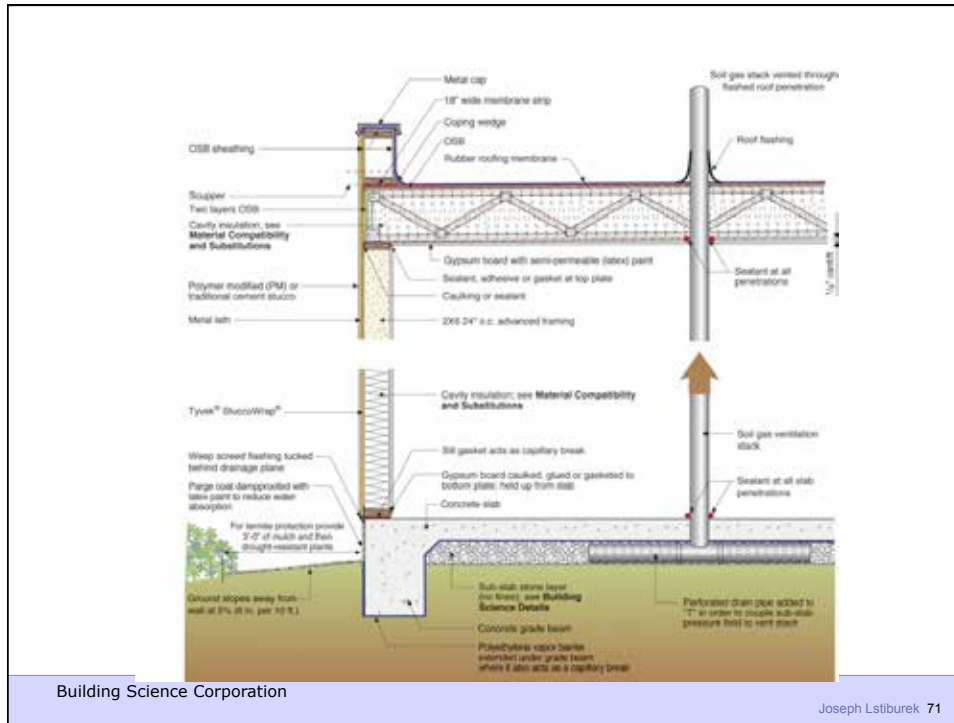 Metal cap
18" wide membrane strip
Coping wedge
OSB
Rubber roofing membrane
Soil gas stack vented through
flashed roof penetration
Roof flashing
OSB sheathing
Scupper
Two layers OSB
Cavity insulation, see
Material Compatibility
and Substitutions
Gypsum board with semi-permeable (latex) paint
Sealant, adhesive or gasket at top plate
Caulking or sealant
Sealant at all
penetrations
Polymer modified (PM) or
traditional cement stucco
Metal lath
2X6 24" o.c. advanced framing
Cavity insulation; see Material Compatibility
and Substitutions
Tyvek® StuccoWrap®
Soil gas ventilation
stack
Weep screed flashing tucked
behind drainage plane
Sill gasket acts as capillary break
Gypsum board caulked, glued or gasketed to
bottom plate; held up from slab
Parge coat dampproofed with
latex paint to reduce water
absorption
Concrete slab
Sealant at all slab
penetrations
For termite protection provide
3'-0" of mulch and then
drought-resistant plants
Ground slopes away from
wall at 5% (6 in. per 10 ft.)
Sub-slab stone layer
(no fines); see Building
Science Details
Perforated drain pipe added to
"T" in order to couple sub-slab
pressure field to vent stack
Concrete grade beam
Polyethylene vapor barrier
extended under grade beam
where it also acts as a capillary break
Building Science Corporation
Joseph Lstiburek 71